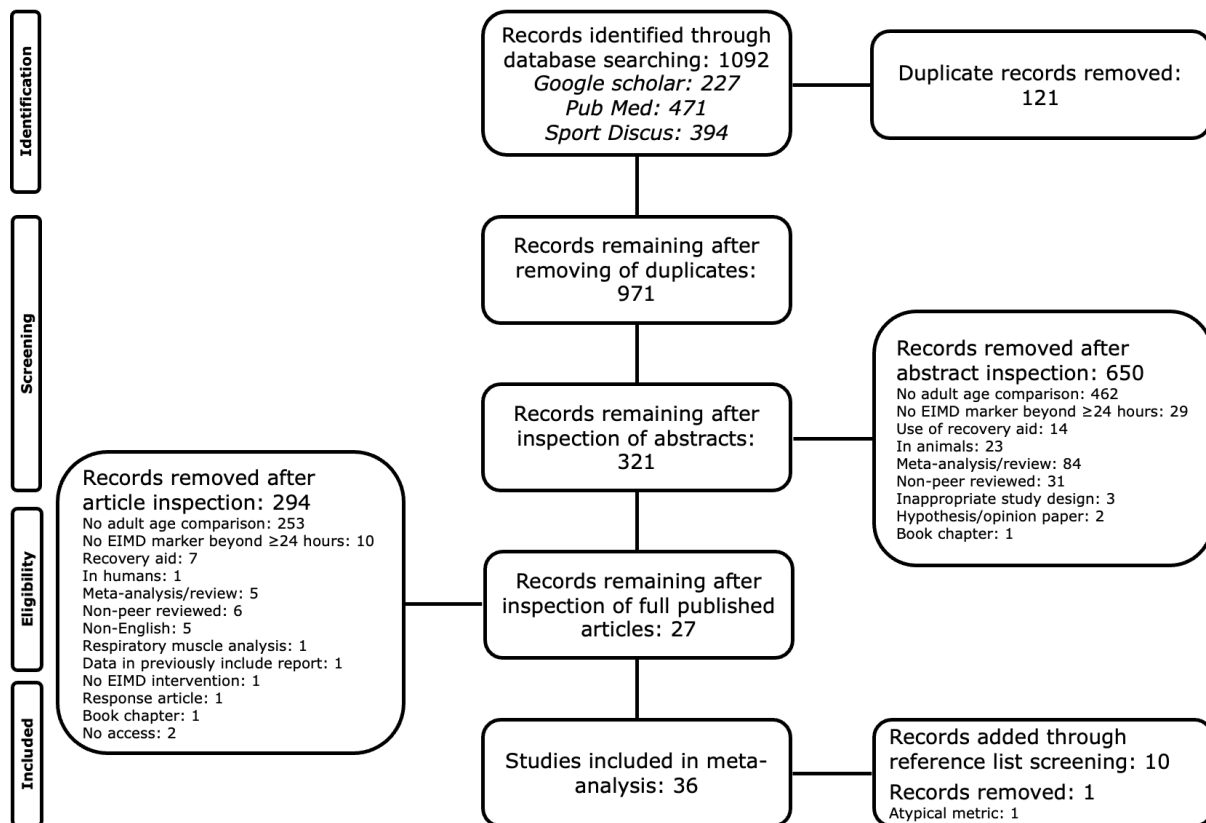 Identification
Records identified through
database searching: 1092
Google scholar: 227
Pub Med: 471
Sport Discus: 394
Duplicate records removed:
121
Screening
Records remaining after
removing of duplicates:
971
Records remaining after
inspection of abstracts:
321
Records removed after
abstract inspection: 650
No adult age comparison: 462
No EIMD marker beyond ≥24 hours: 29
Use of recovery aid: 14
In animals: 23
Meta-analysis/review: 84
Non-peer reviewed: 31
Inappropriate study design: 3
Hypothesis/opinion paper: 2
Book chapter: 1
Eligibility
Records removed after
article inspection: 294
No adult age comparison: 253
No EIMD marker beyond ≥24 hours: 10
Recovery aid: 7
In humans: 1
Meta-analysis/review: 5
Non-peer reviewed: 6
Non-English: 5
Respiratory muscle analysis: 1
Data in previously include report: 1
No EIMD intervention: 1
Response article: 1
Book chapter: 1
No access: 2
Records remaining after
inspection of full published
articles: 27
Included
Studies included in meta-
analysis: 36
Records added through
reference list screening: 10
Records removed: 1
Atypical metric: 1